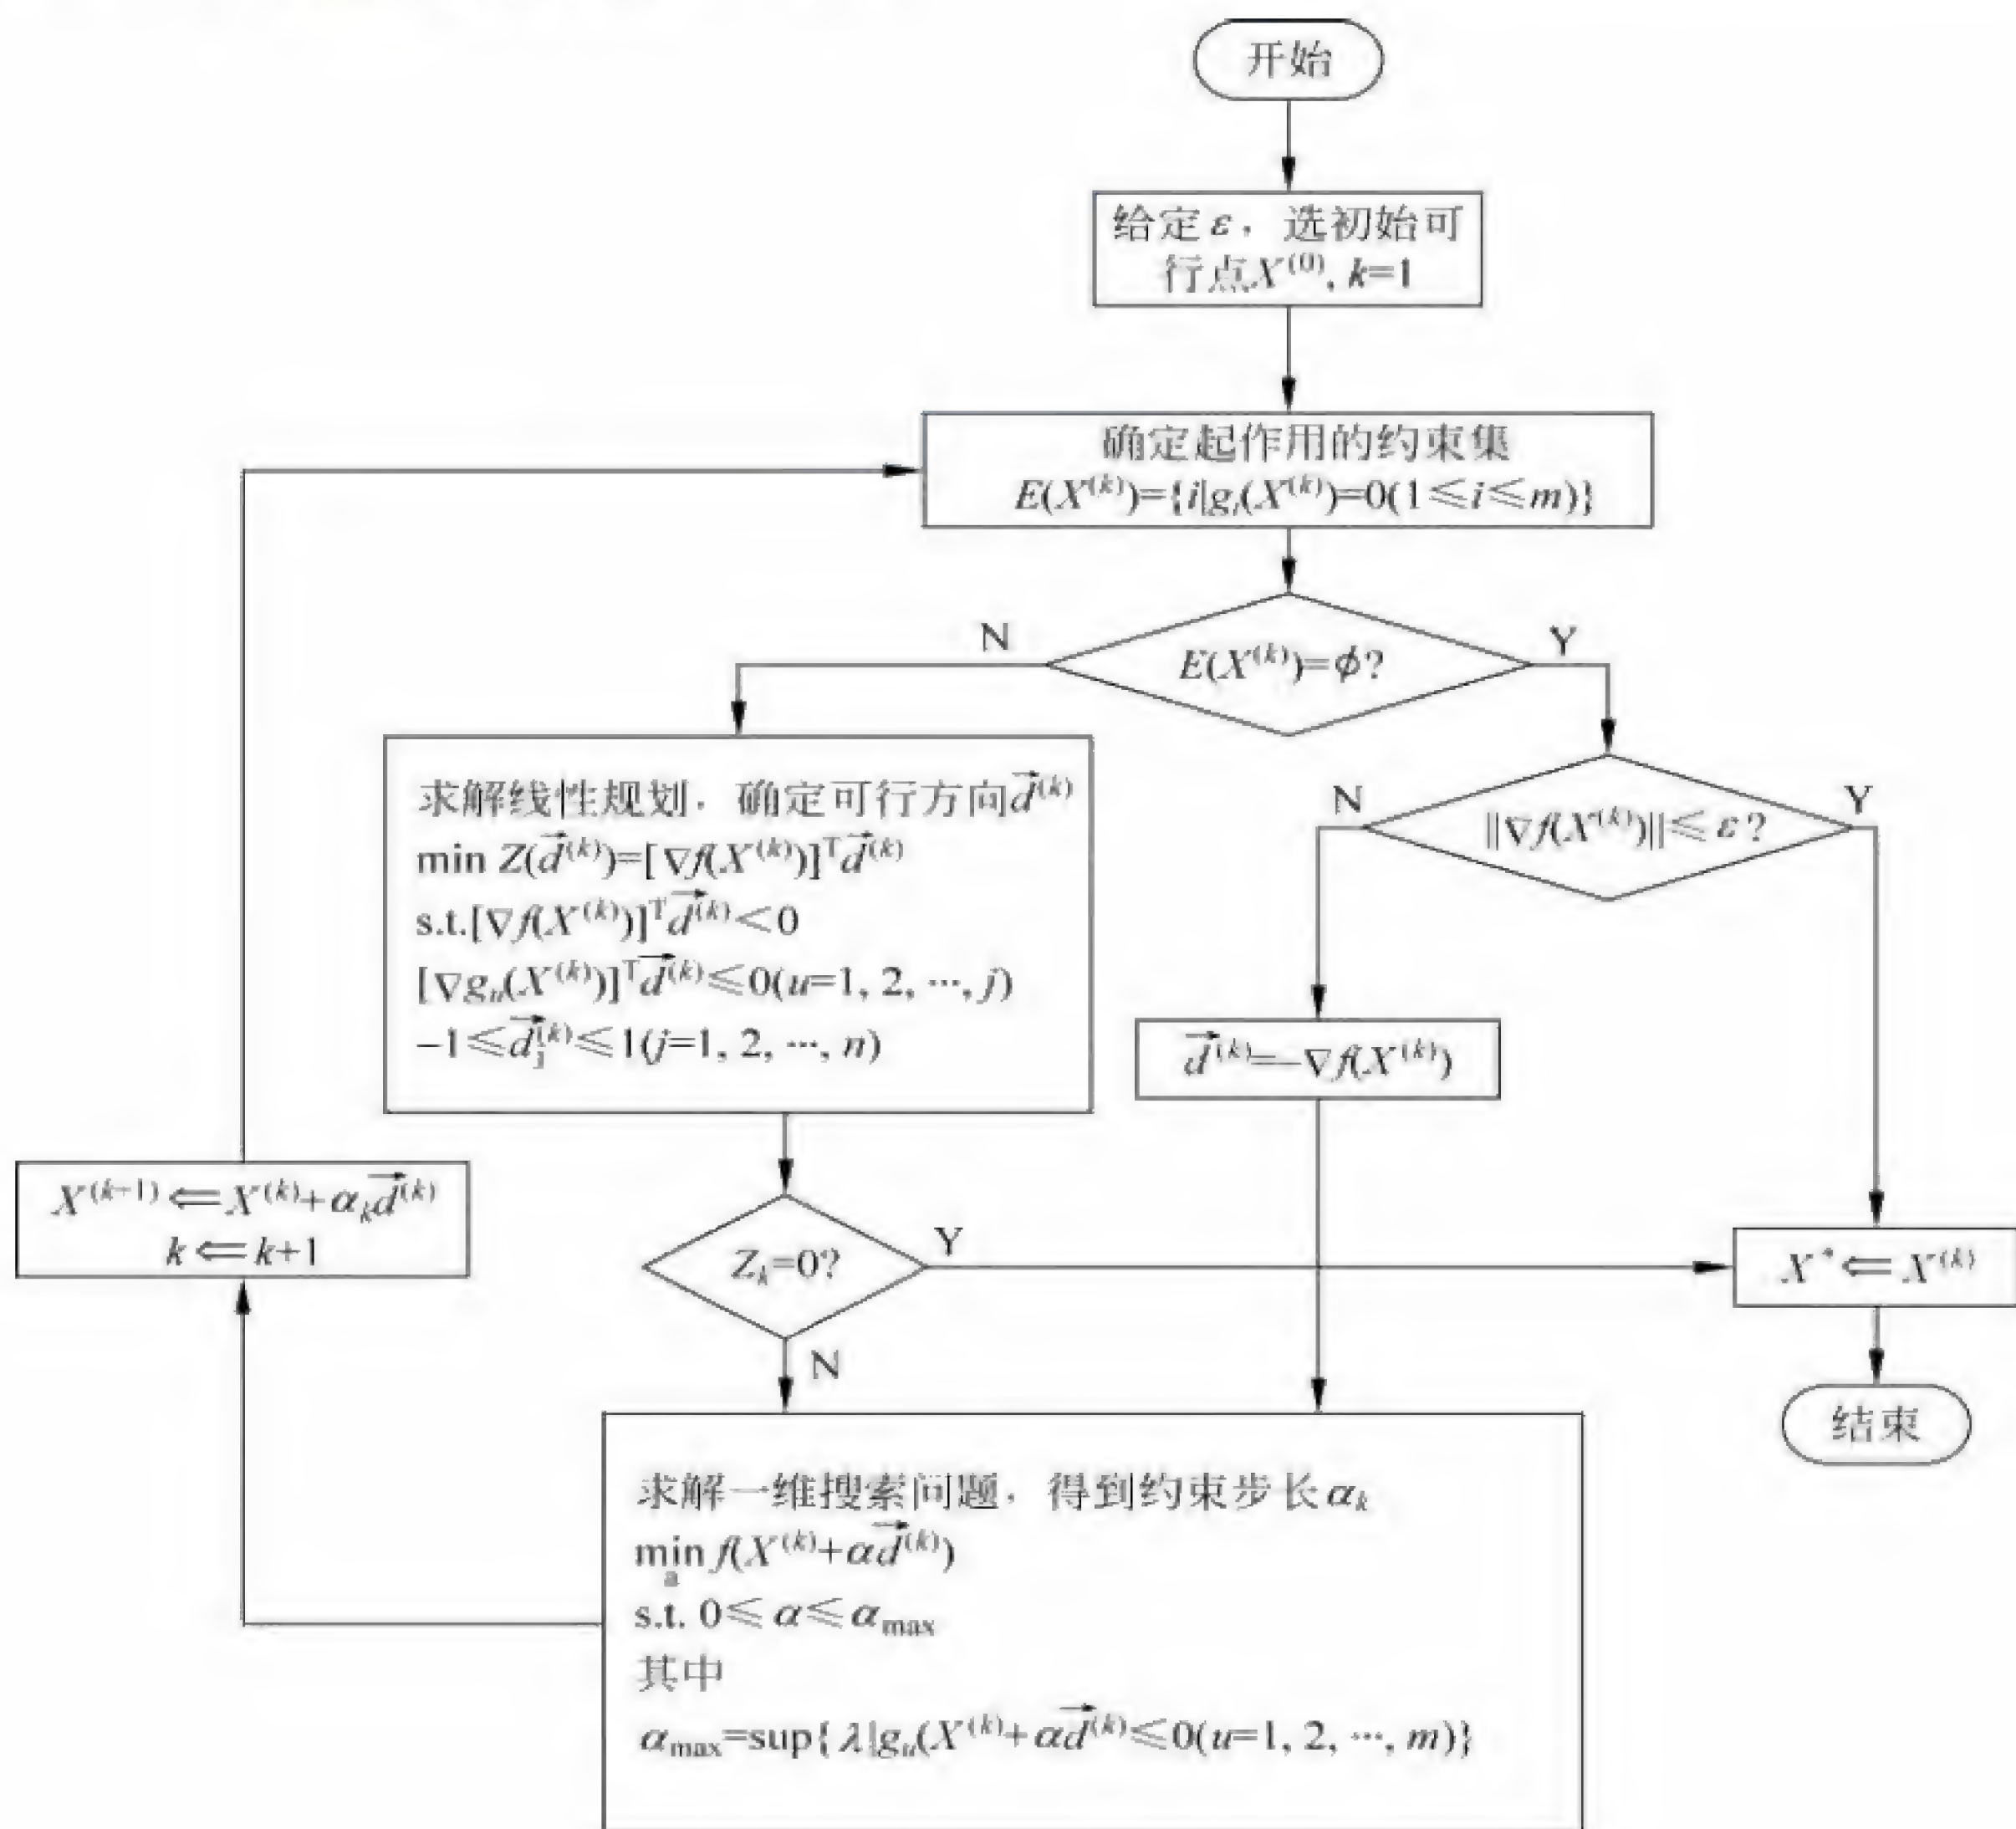 开始
给定ε，选初始可
行点X⁽⁰⁾, k=1
确定起作用的约束集
E(X⁽ᵏ⁾)={i|gᵢ(X⁽ᵏ⁾)=0(1≤i≤m)}
N
E(X⁽ᵏ⁾)=ϕ?
Y
求解线性规划，确定可行方向d⃗⁽ᵏ⁾
min Z(d⃗⁽ᵏ⁾)=[∇f(X⁽ᵏ⁾)]ᵀd⃗⁽ᵏ⁾
s.t.[∇f(X⁽ᵏ⁾)]ᵀd⃗⁽ᵏ⁾<0
[∇gᵤ(X⁽ᵏ⁾)]ᵀd⃗⁽ᵏ⁾≤0(u=1, 2, ···, j)
−1≤d⃗ⱼ⁽ᵏ⁾≤1(j=1, 2, ···, n)
N
‖∇f(X⁽ᵏ⁾)‖≤ε?
Y
d⃗⁽ᵏ⁾=−∇f(X⁽ᵏ⁾)
X⁽ᵏ⁺¹⁾⇐X⁽ᵏ⁾+αₖd⃗⁽ᵏ⁾
k⇐k+1
Zₖ=0?
Y
N
X*⇐X⁽ᵏ⁾
结束
求解一维搜索问题，得到约束步长αₖ
min f(X⁽ᵏ⁾+αd⃗⁽ᵏ⁾)
a
s.t. 0≤α≤αmax
其中
αmax=sup{λ|gᵤ(X⁽ᵏ⁾+αd⃗⁽ᵏ⁾≤0(u=1, 2, ···, m)}